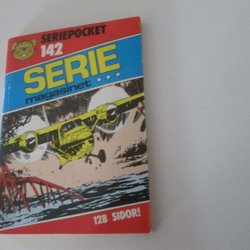 SERIEPOCKET
142
SERIE
magasinet...
128 SIDOR!